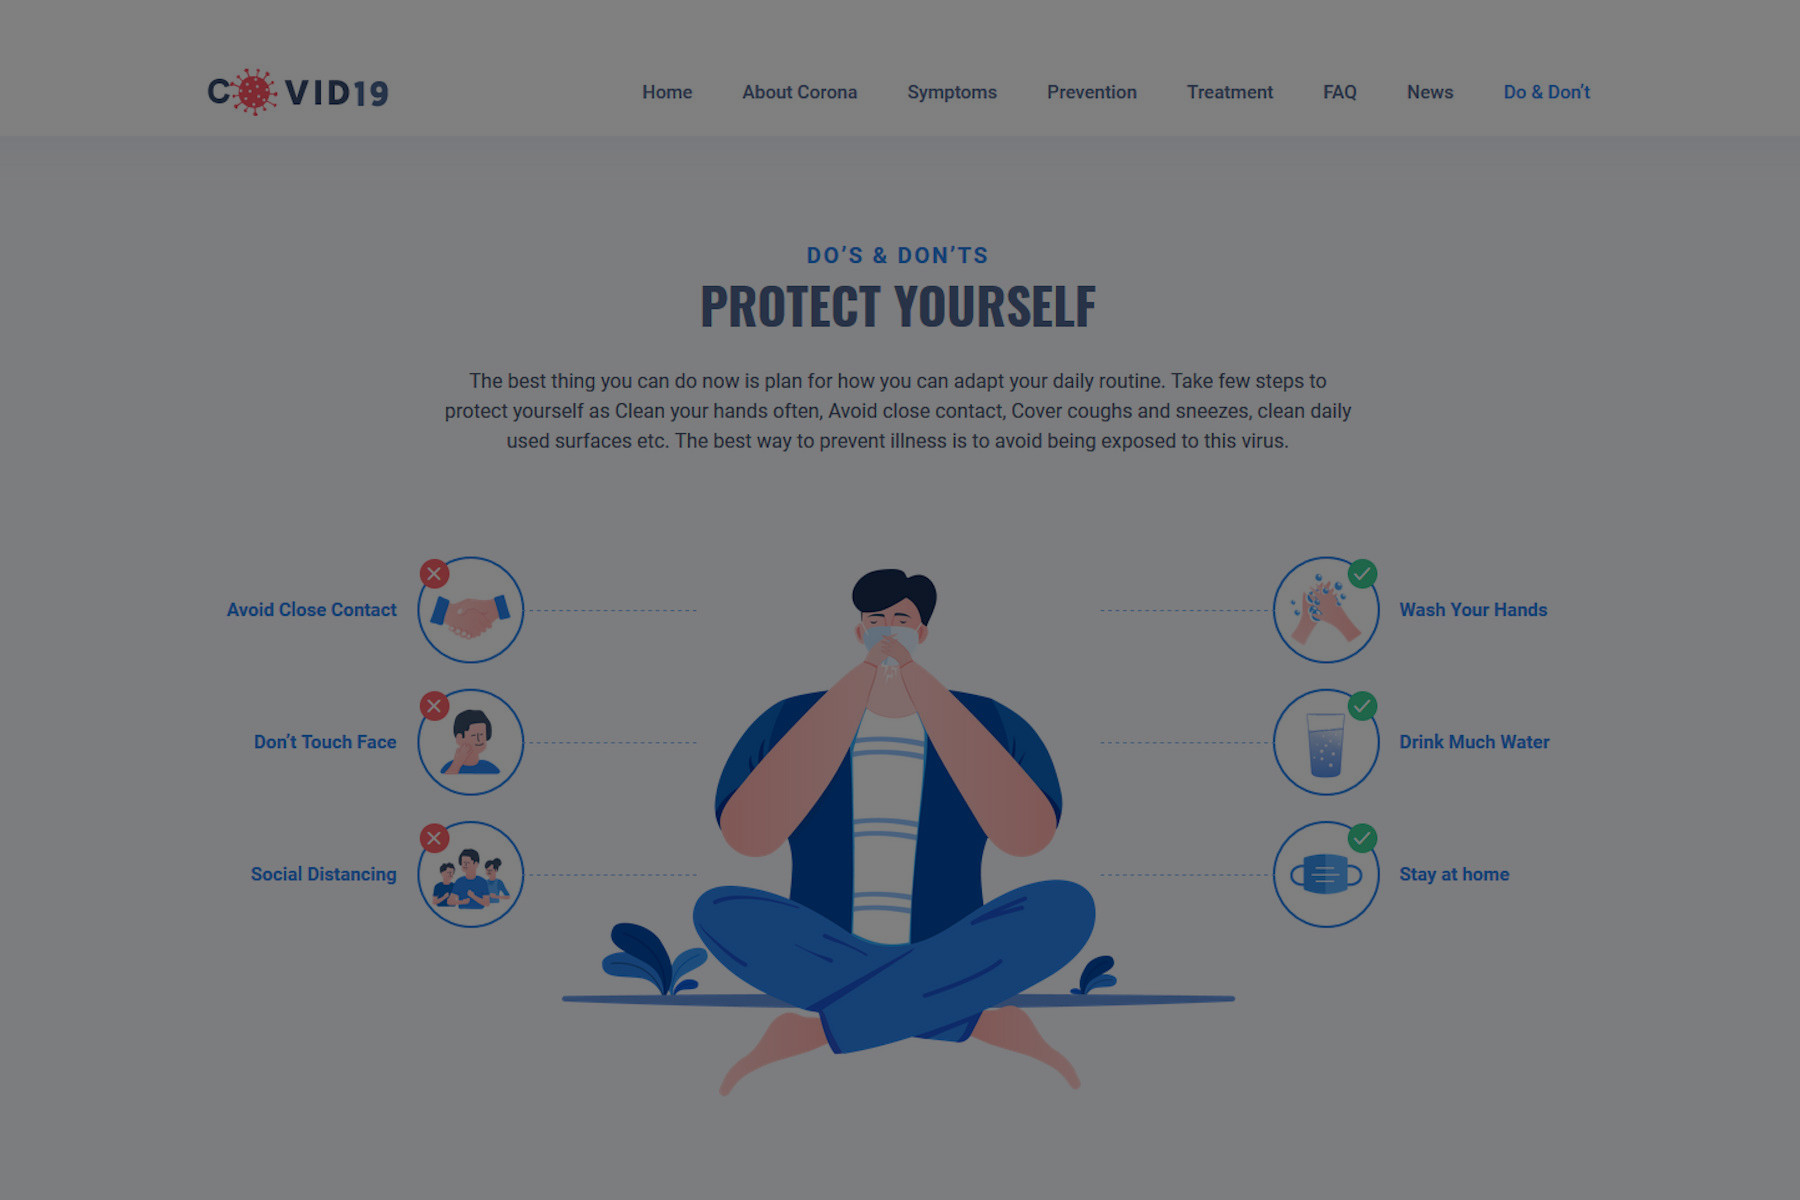 COVID19
Home About Corona Symptoms Prevention Treatment FAQ News Do & Don't
DO'S & DON'TS
PROTECT YOURSELF
The best thing you can do now is plan for how you can adapt your daily routine. Take few steps to
protect yourself as Clean your hands often, Avoid close contact, Cover coughs and sneezes, clean daily
used surfaces etc. The best way to prevent illness is to avoid being exposed to this virus.
Avoid Close Contact
Don't Touch Face
Social Distancing
Wash Your Hands
Drink Much Water
Stay at home